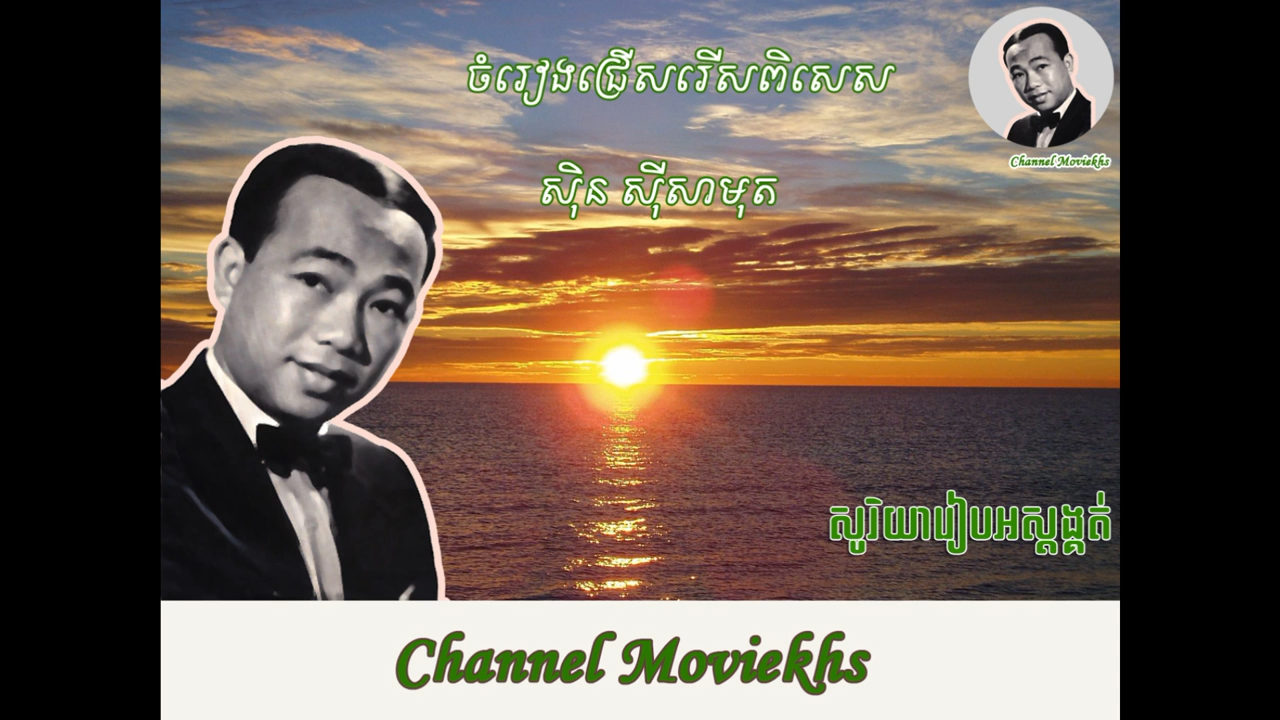 ចំរៀងជ្រើសរើសពិសេស
Channel Moviekhs
ស៊ិន ស៊ីសាមុត
សូរិយារៀបអស្តង្គត់
Channel Moviekhs